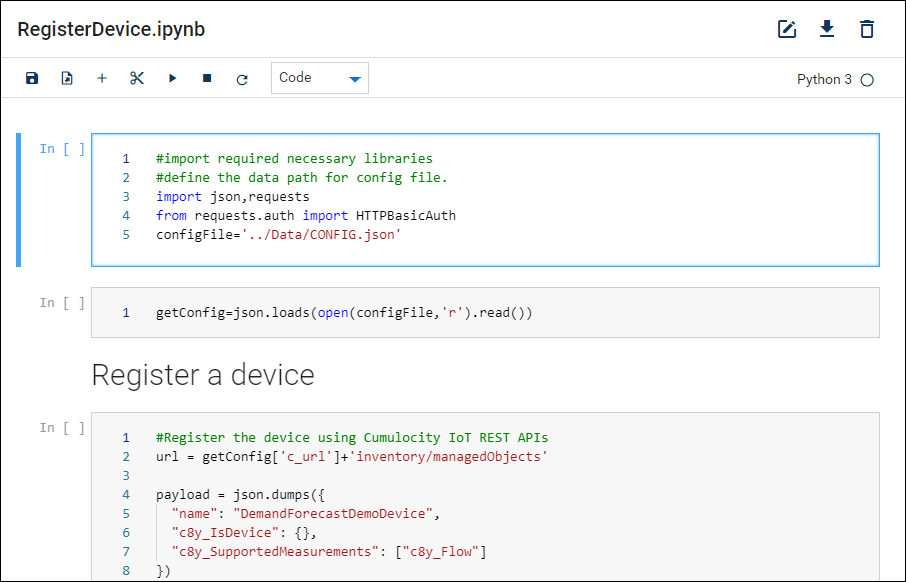 RegisterDevice.ipynb
Code
Python 3
In [ ]
1 #import required necessary libraries
2 #define the data path for config file.
3 import json,requests
4 from requests.auth import HTTPBasicAuth
5 configFile='../Data/CONFIG.json'
In [ ]
1 getConfig=json.loads(open(configFile,'r').read())
Register a device
In [ ]
1 #Register the device using Cumulocity IoT REST APIs
2 url = getConfig['c_url']+'inventory/managedObjects'
3
4 payload = json.dumps({
5 "name": "DemandForecastDemoDevice",
6 "c8y_IsDevice": {},
7 "c8y_SupportedMeasurements": ["c8y_Flow"]
8 })